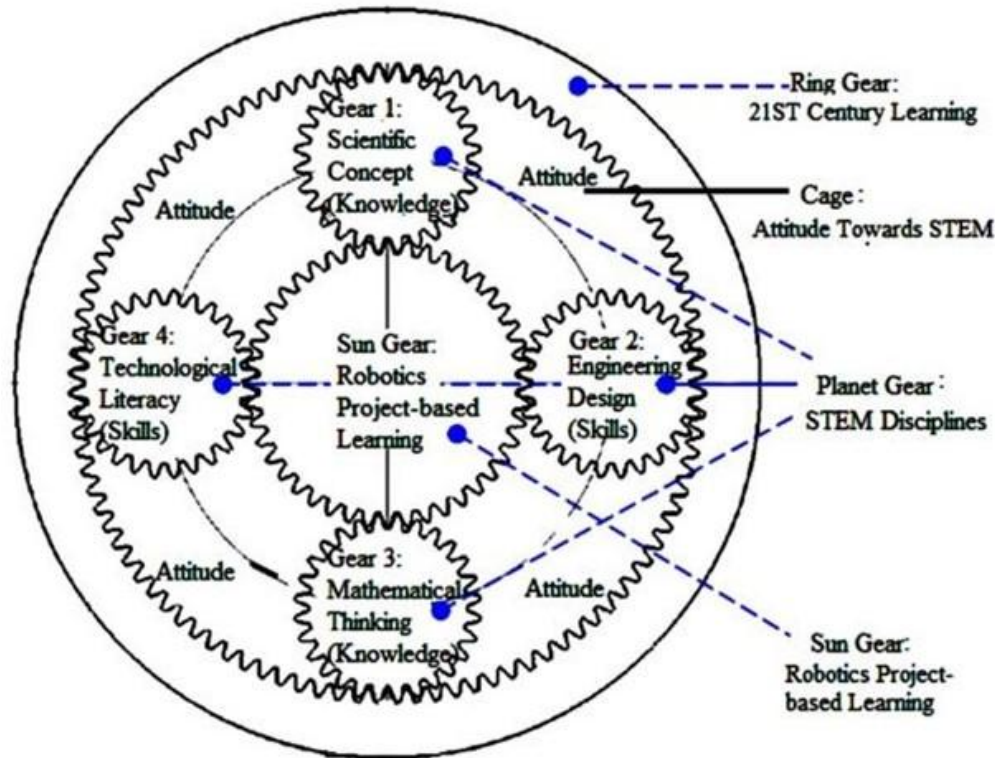 Gear 1:
Scientific
Concept
(Knowledge)
Attitude
Attitude
Ring Gear:
21ST Century Learning
Cage :
Attitude Towards STEM
Gear 4:
Technological
Literacy
(Skills)
Sun Gear:
Robotics
Project-based
Learning
Gear 2:
Engineering
Design
(Skills)
Planet Gear :
STEM Disciplines
Gear 3:
Mathematical
Thinking
(Knowledge)
Attitude
Attitude
Sun Gear:
Robotics Project-
based Learning